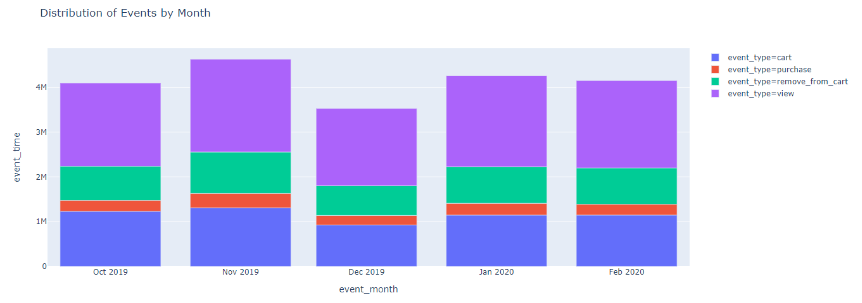 Distribution of Events by Month
event_time
4M
3M
2M
1M
0
Oct 2019
Nov 2019
Dec 2019
Jan 2020
Feb 2020
event_month
event_type=cart
event_type=purchase
event_type=remove_from_cart
event_type=view